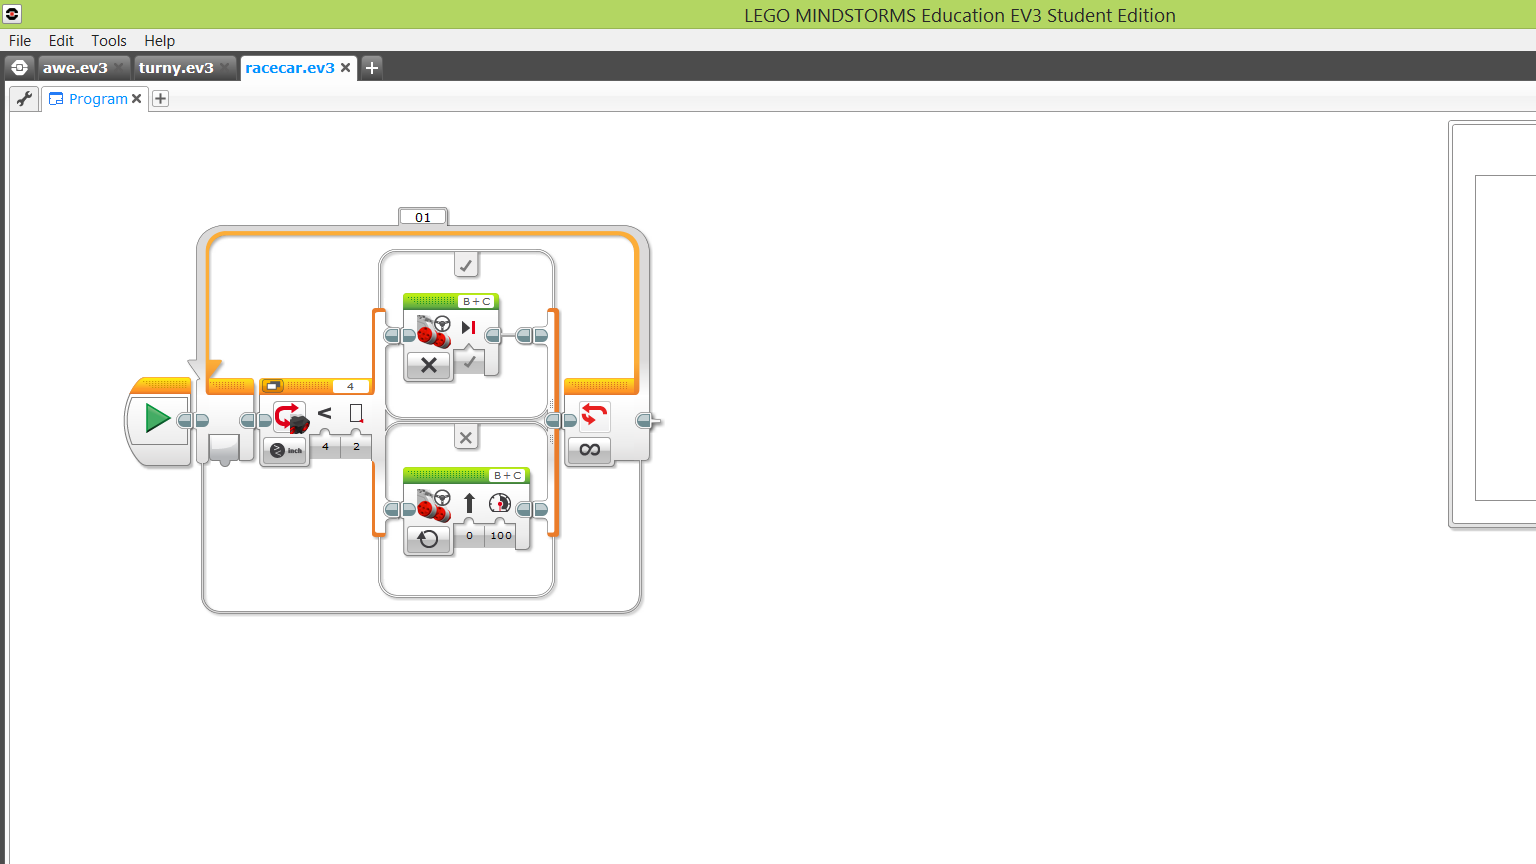 LEGO MINDSTORMS Education EV3 Student Edition
File Edit Tools Help
awe.ev3 turny.ev3 racecar.ev3
Program
01
B+C
4
< 
inch 4 2
B+C
0 100